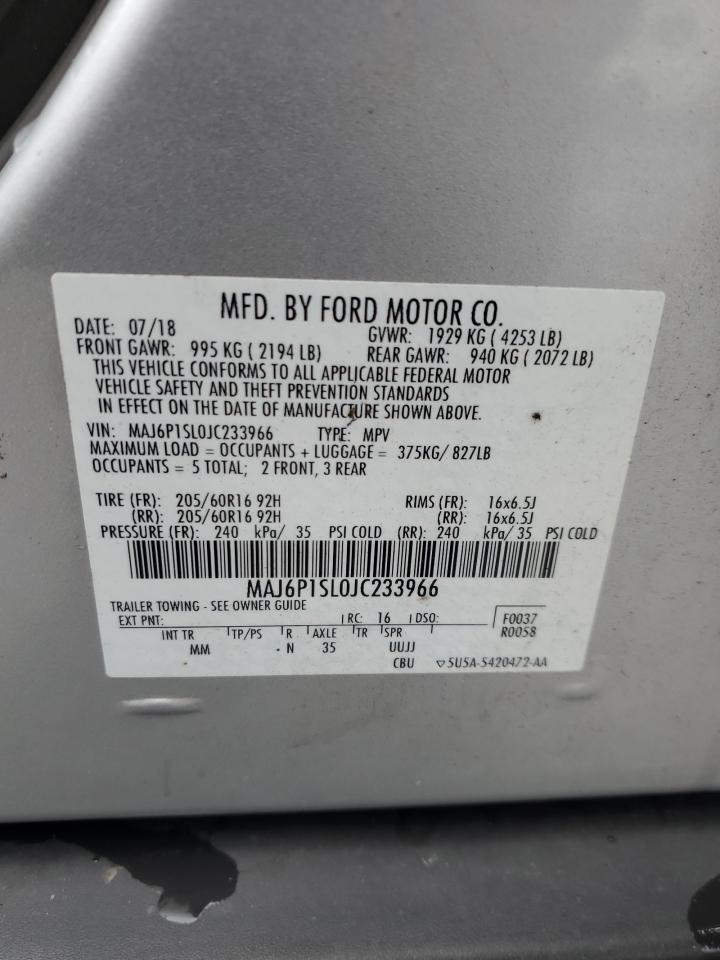 MFD. BY FORD MOTOR CO.
DATE: 07/18 GVWR: 1929 KG ( 4253 LB)
FRONT GAWR: 995 KG ( 2194 LB) REAR GAWR: 940 KG ( 2072 LB)
THIS VEHICLE CONFORMS TO ALL APPLICABLE FEDERAL MOTOR
VEHICLE SAFETY AND THEFT PREVENTION STANDARDS
IN EFFECT ON THE DATE OF MANUFACTURE SHOWN ABOVE.
VIN: MAJ6P1SL0JC233966 TYPE: MPV
MAXIMUM LOAD = OCCUPANTS + LUGGAGE = 375KG/ 827LB
OCCUPANTS = 5 TOTAL; 2 FRONT, 3 REAR
TIRE (FR): 205/60R16 92H RIMS (FR): 16x6.5J
(RR): 205/60R16 92H (RR): 16x6.5J
PRESSURE (FR): 240 kPa/ 35 PSI COLD (RR): 240 kPa/ 35 PSI COLD
MAJ6P1SL0JC233966
TRAILER TOWING - SEE OWNER GUIDE
EXT PNT: RC: 16 DSO: F0037
INT TR TP/PS R AXLE TR SPR R0058
MM N 35 UUJJ
CBU 5U5A-5420472-AA